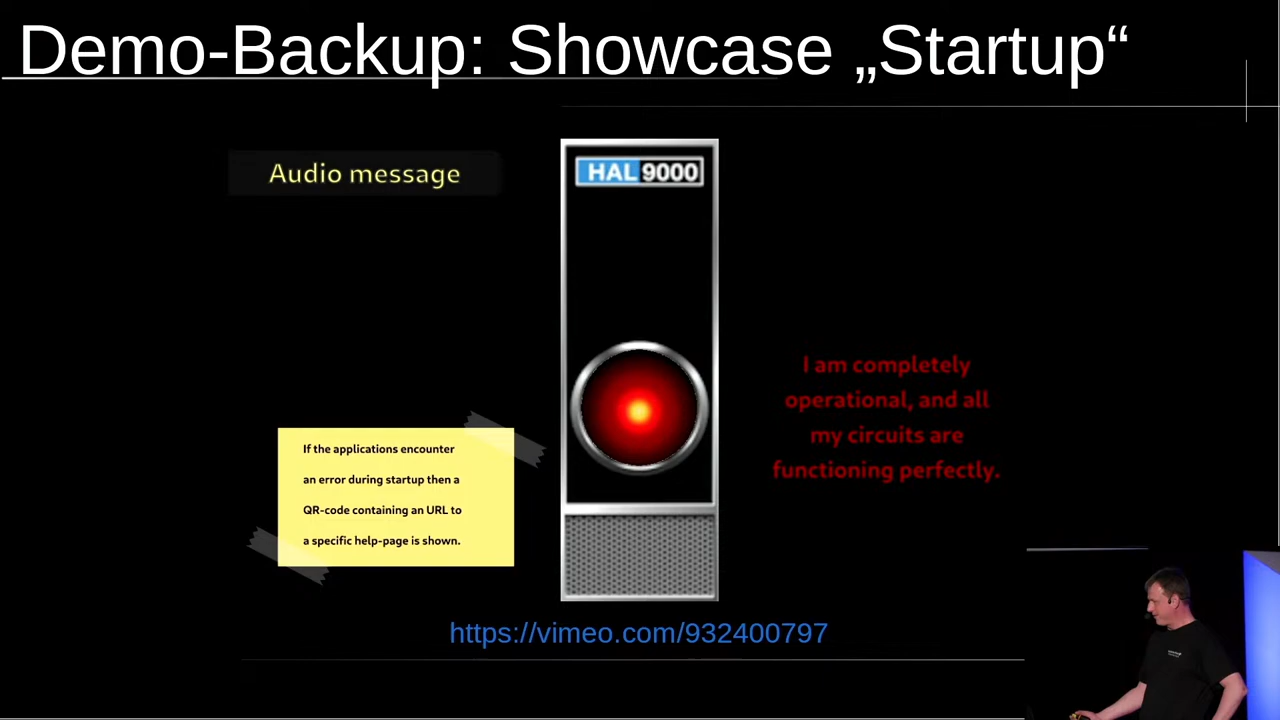 Demo-Backup: Showcase „Startup“
Audio message
HAL 9000
I am completely
operational, and all
my circuits are
functioning perfectly.
If the applications encounter
an error during startup then a
QR-code containing an URL to
a specific help-page is shown.
https://vimeo.com/932400797